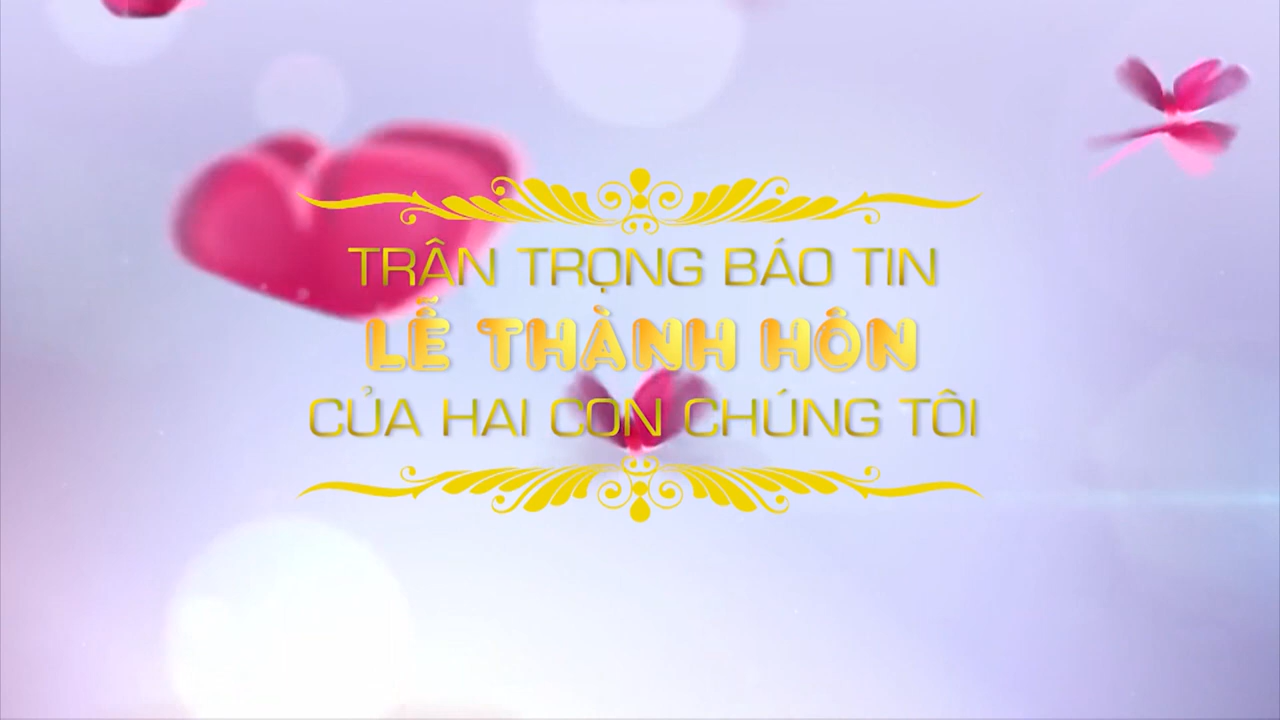 TRÂN TRỌNG BÁO TIN
LỄ THÀNH HÔN
CỦA HAI CON CHÚNG TÔI